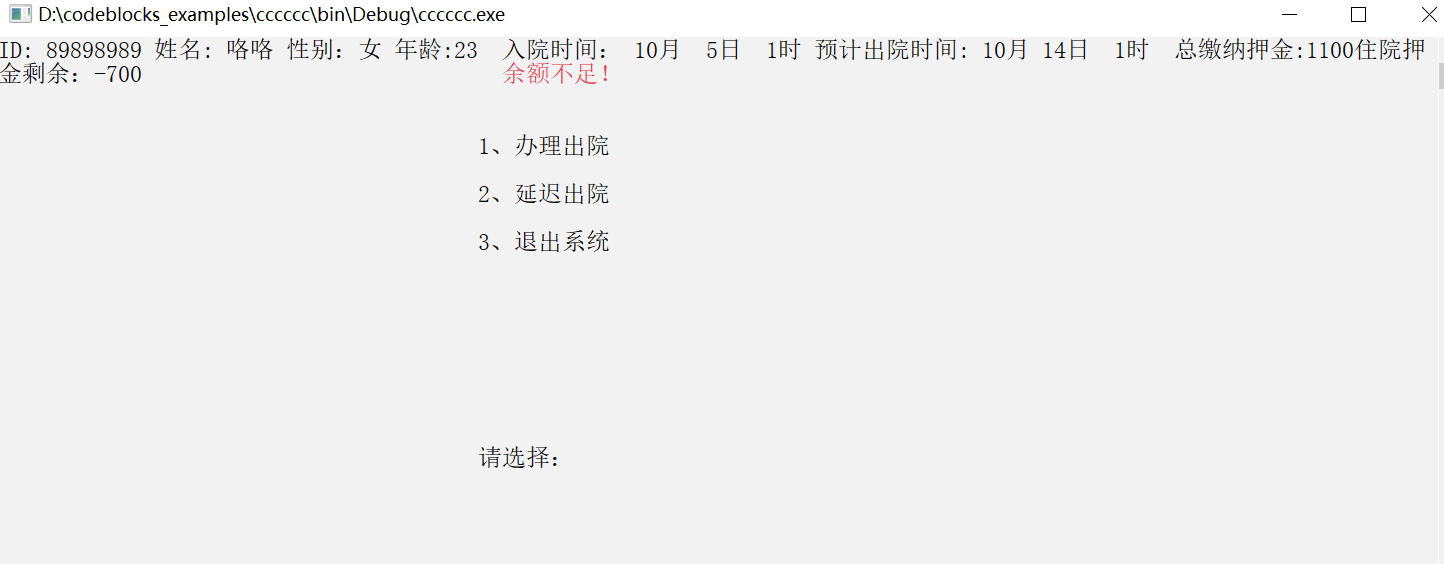 D:\codeblocks_examples\cccccc\bin\Debug\cccccc.exe
ID: 89898989 姓名: 咯咯 性别: 女 年龄:23 入院时间: 10月 5日 1时 预计出院时间: 10月 14日 1时 总缴纳押金:1100住院押
金剩余: -700 余额不足!
1、办理出院
2、延迟出院
3、退出系统
请选择: